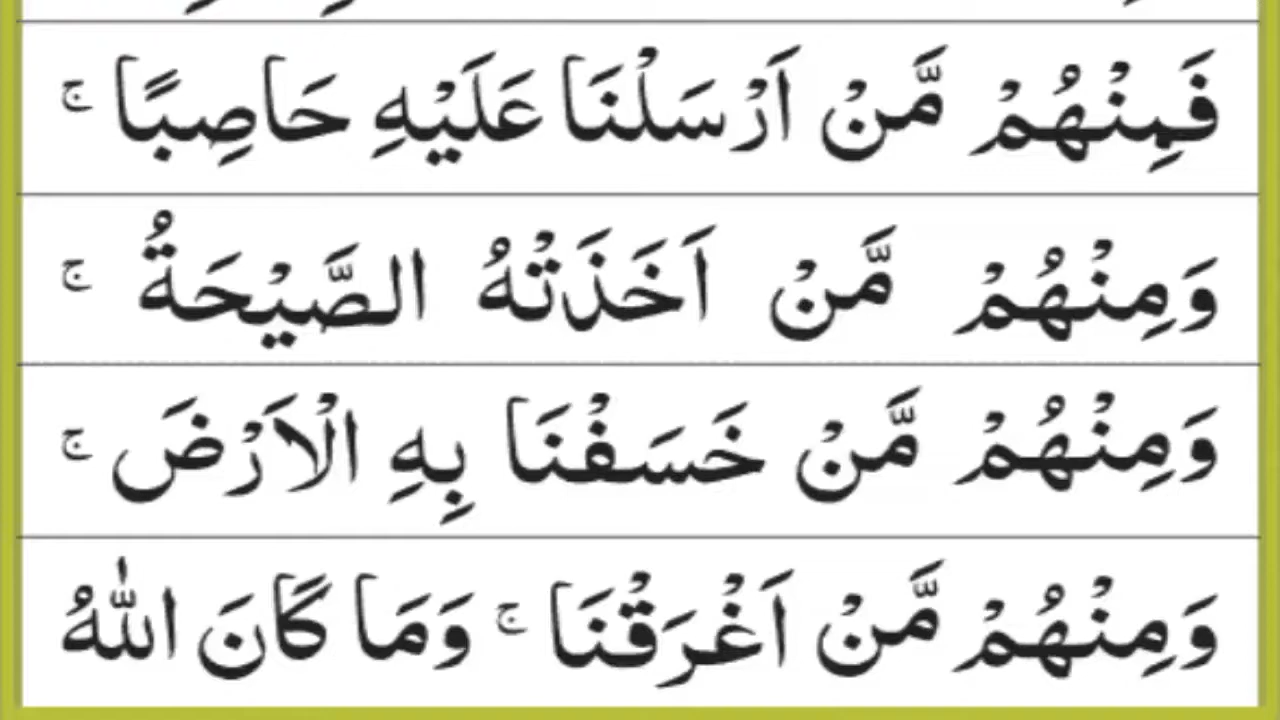 فَمِنْهُمْ مَّنْ اَرْسَلْنَا عَلَيْهِ حَاصِبًا ۚ
وَمِنْهُمْ مَّنْ اَخَذَتْهُ الصَّيْحَةُ ۚ
وَمِنْهُمْ مَّنْ خَسَفْنَا بِهِ الْاَرْضَ ۚ
وَمِنْهُمْ مَّنْ اَغْرَقْنَا ۚ وَمَا كَانَ اللّٰهُ